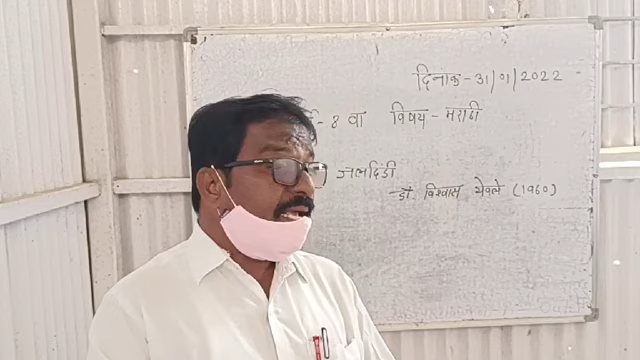 दिनांक - 31/01/2022
8 वी विषय - मराठी
जलदिंडी
डॉ. विश्वास येवले (1960)